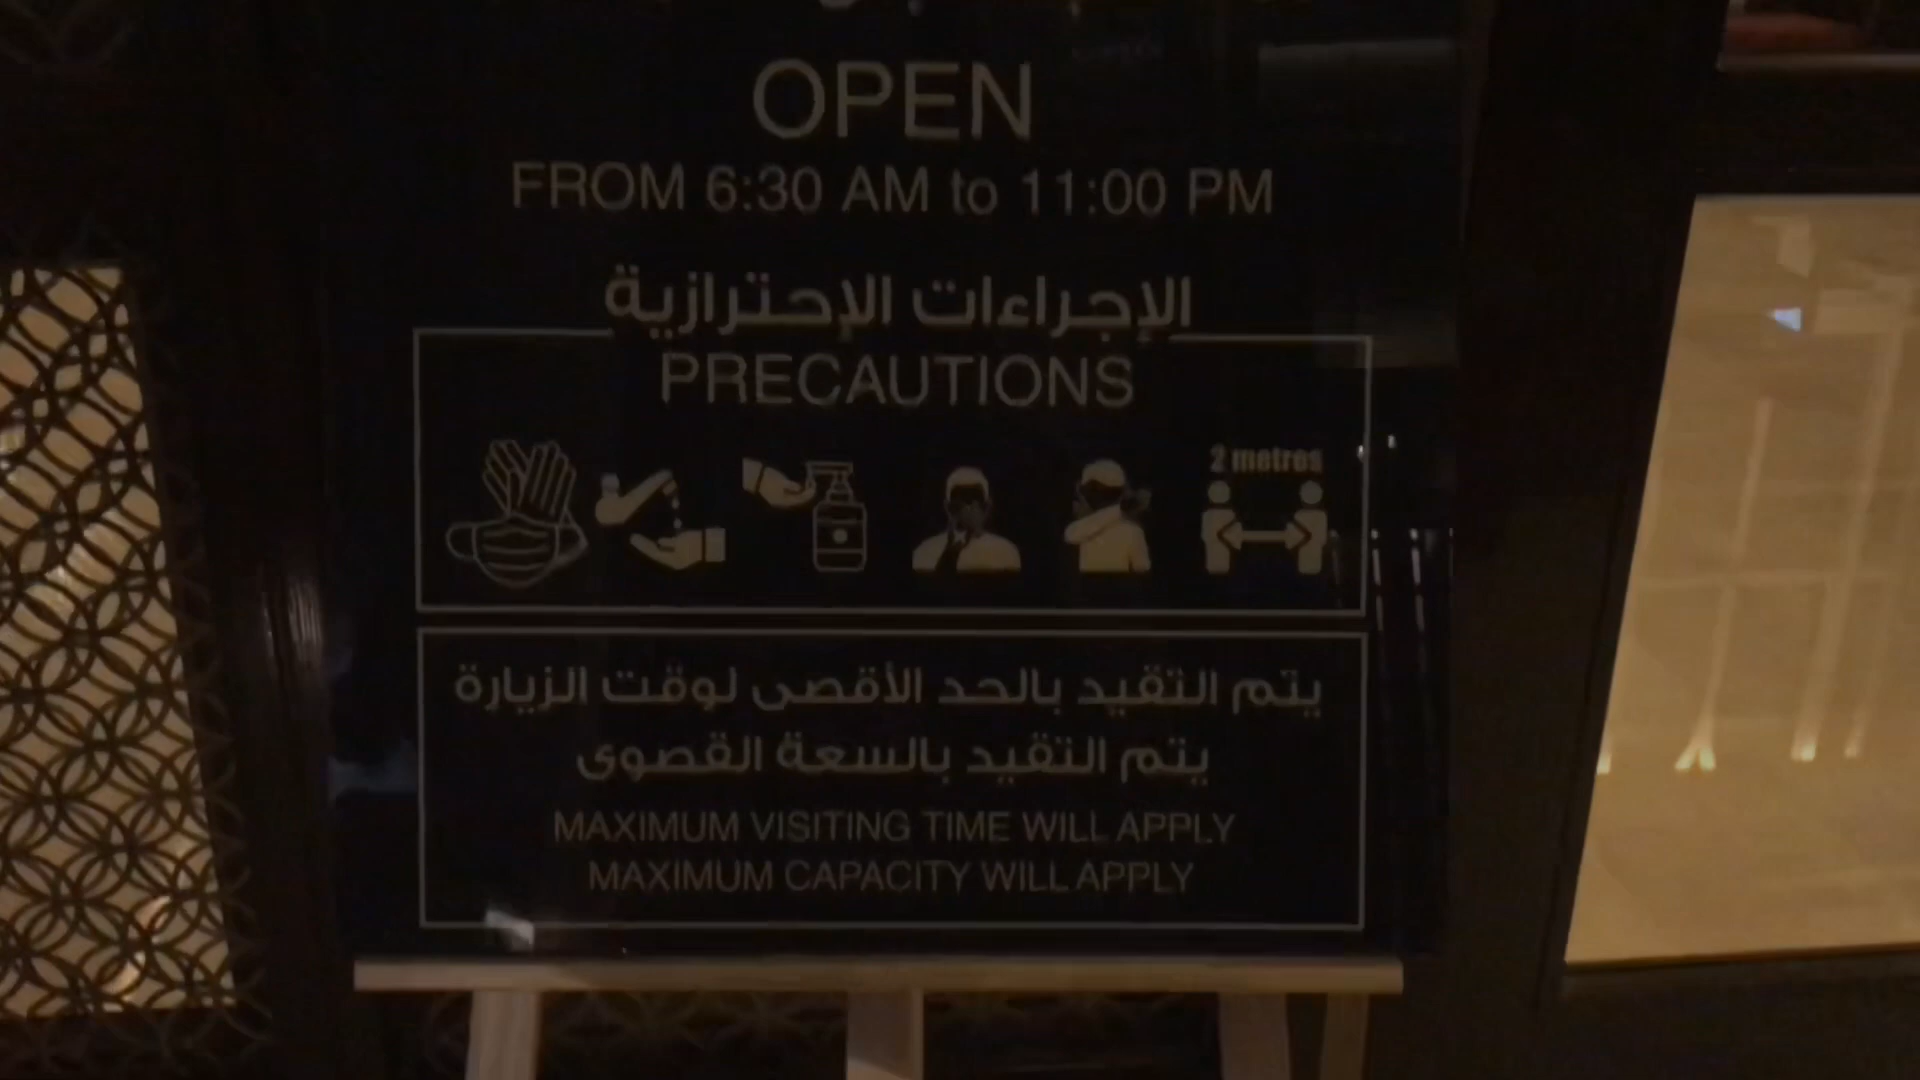 OPEN
FROM 6:30 AM to 11:00 PM
الإجراءات الإحترازية
PRECAUTIONS
2 metres
يتم التقيد بالحد الأقصى لوقت الزيارة
يتم التقيد بالسعة القصوى
MAXIMUM VISITING TIME WILL APPLY
MAXIMUM CAPACITY WILL APPLY